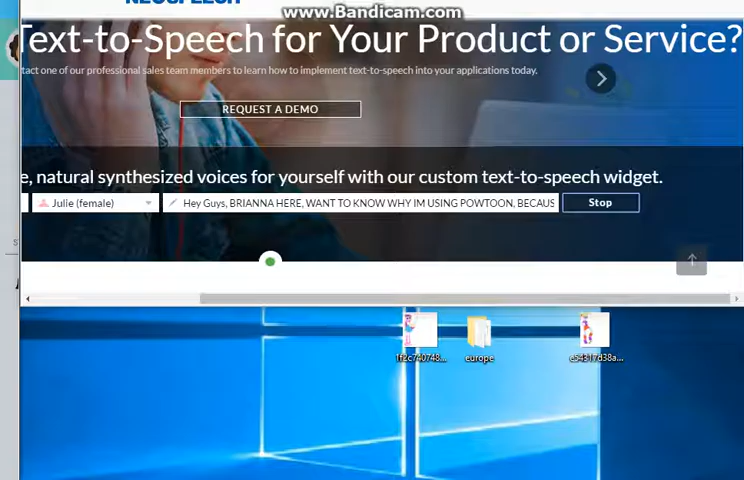 www.Bandicam.com
NEOSPEECH
Text-to-Speech for Your Product or Service?
tact one of our professional sales team members to learn how to implement text-to-speech into your applications today.
REQUEST A DEMO
e, natural synthesized voices for yourself with our custom text-to-speech widget.
Julie (female)
Hey Guys, BRIANNA HERE, WANT TO KNOW WHY IM USING POWTOON, BECAUS
Stop
1f2c740748...
europe
e54317d38a...